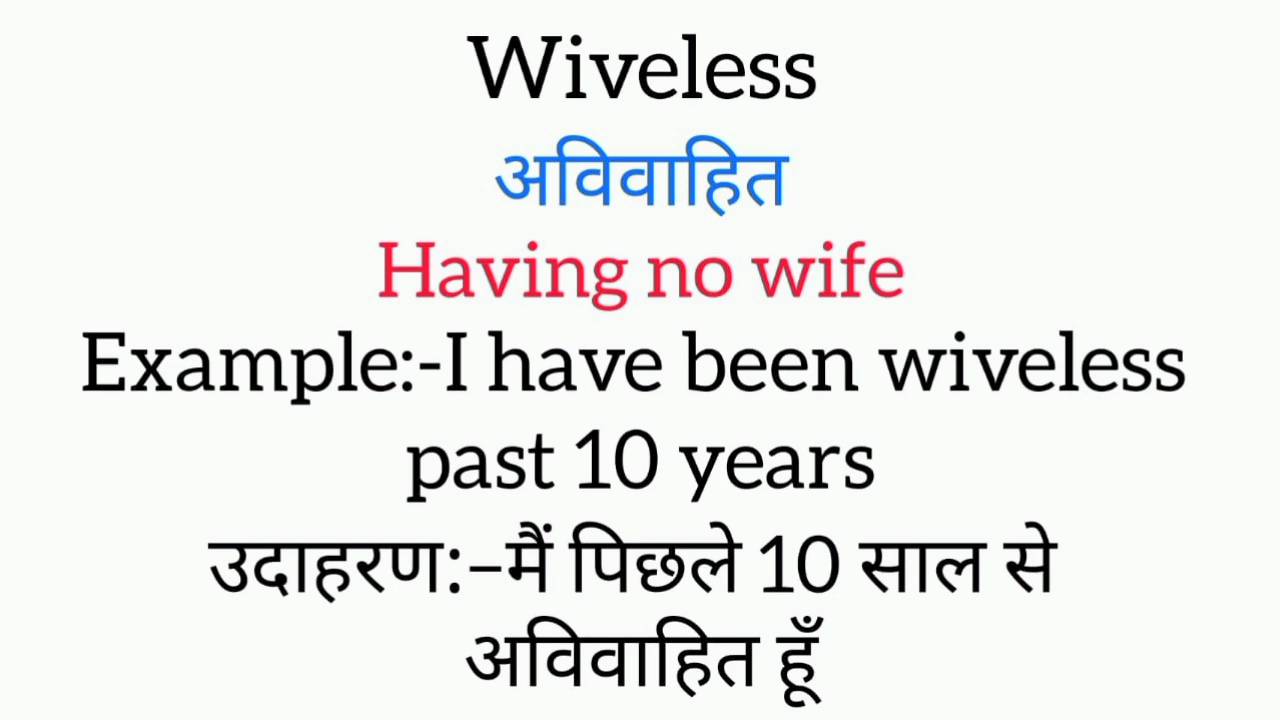 Wiveless
अविवाहित
Having no wife
Example:-I have been wiveless
past 10 years
उदाहरण:–मैं पिछले 10 साल से
अविवाहित हूँ